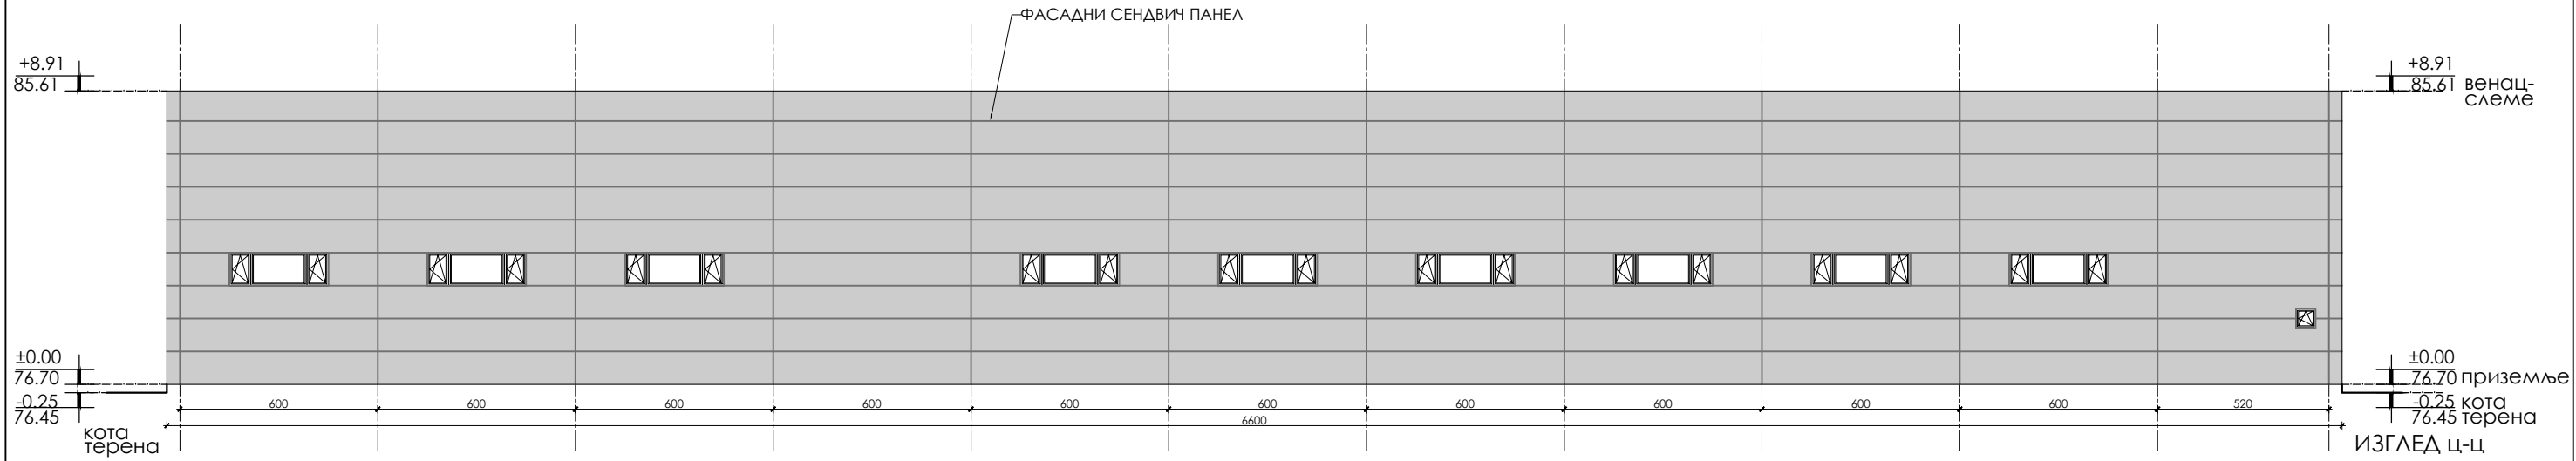 ФАСАДНИ СЕНДВИЧ ПАНЕЛ
+8.91
85.61
+8.91
85.61 венац-
слеме
±0.00
76.70
-0.25
76.45
кота
терена
±0.00
76.70 приземље
-0.25 кота
76.45 терена
600 600 600 600 600 600 600 600 600 600 520
6600
ИЗГЛЕД ц-ц